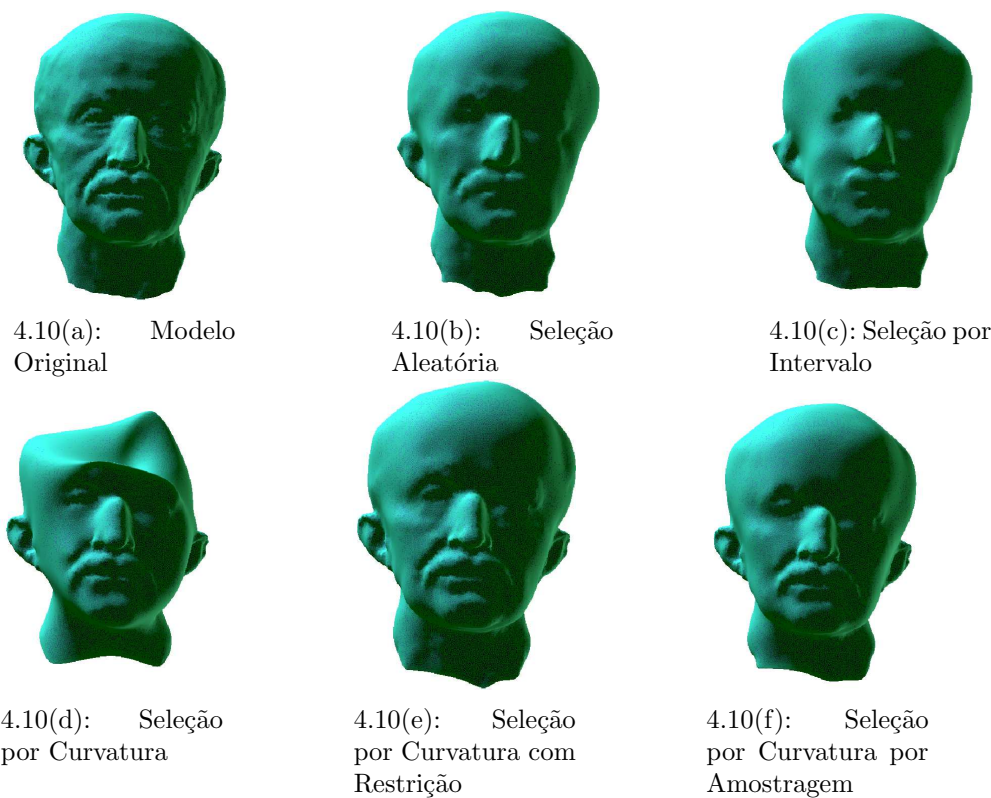 4.10(a): Modelo
Original
4.10(b): Seleção
Aleatória
4.10(c): Seleção por
Intervalo
4.10(d): Seleção
por Curvatura
4.10(e): Seleção
por Curvatura com
Restrição
4.10(f): Seleção
por Curvatura por
Amostragem